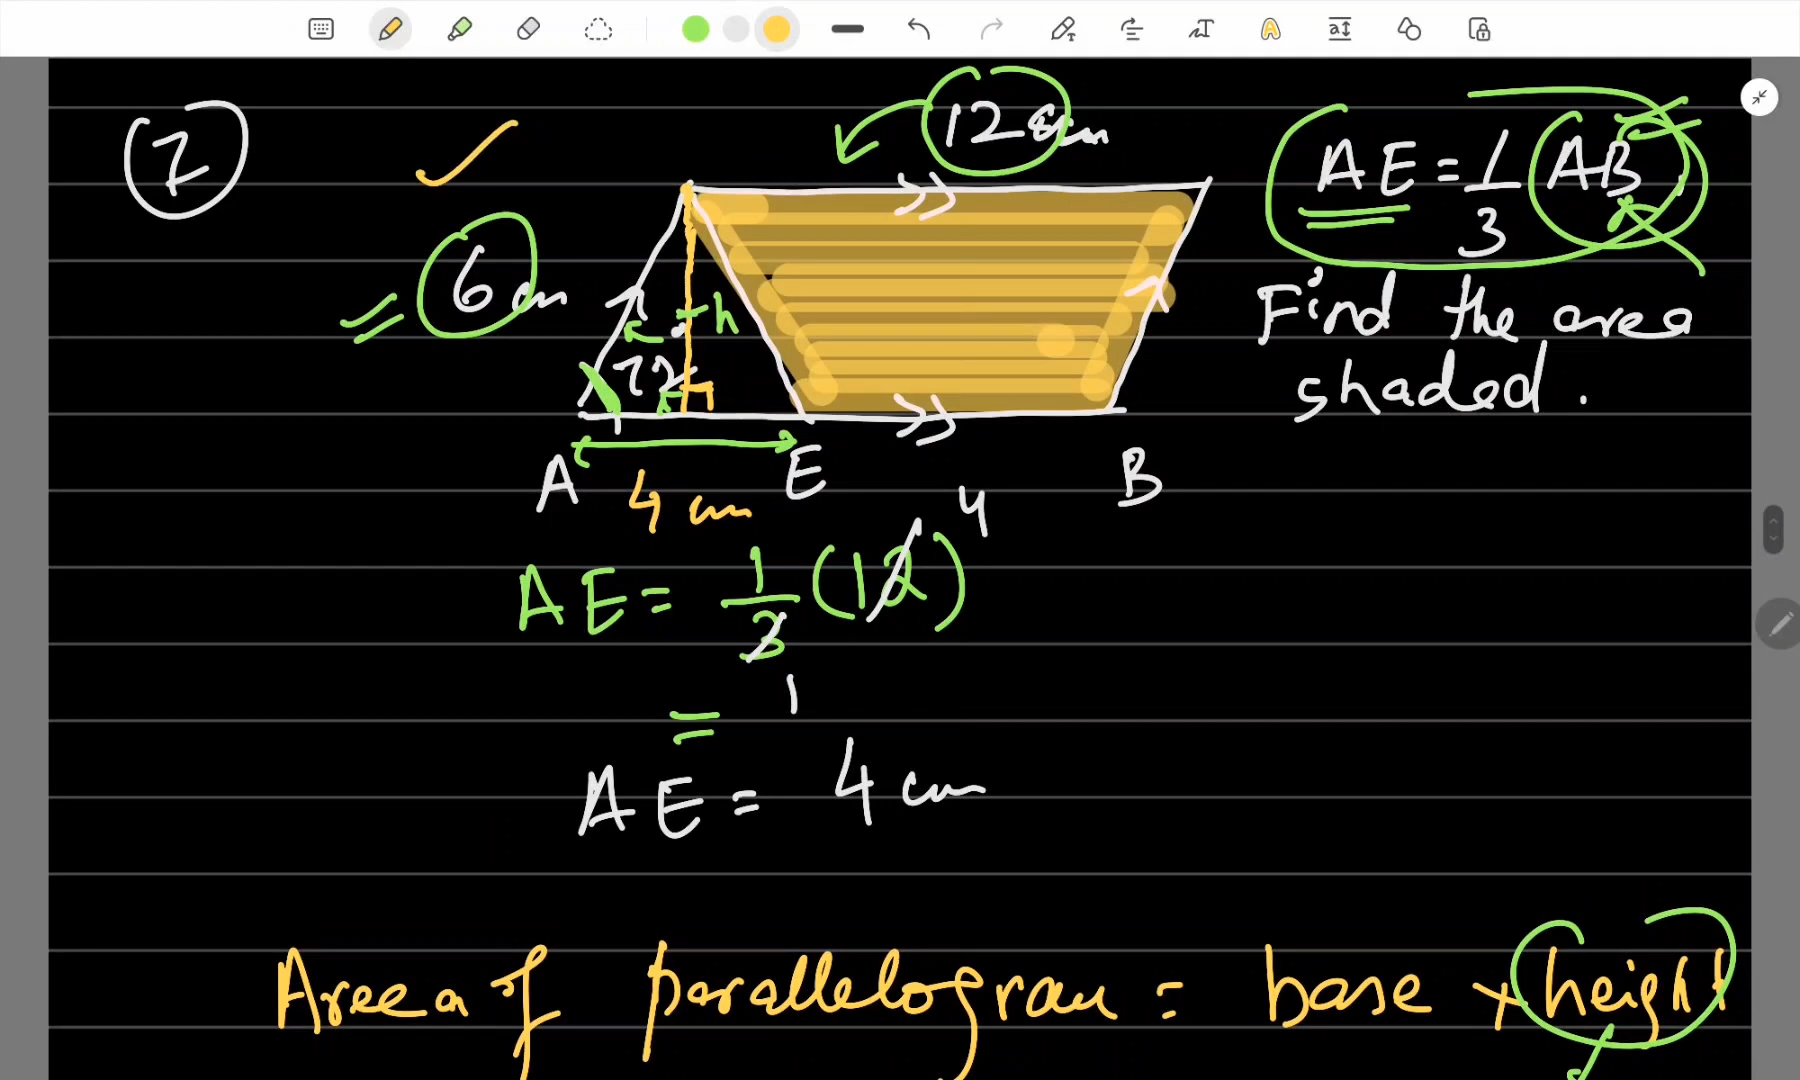 7
12 cm
6 cm
h
72°
A
E
B
4 cm
AE = 1/3 AB,
Find the area
shaded.
AE = 1/3 (12) 4
1
=
AE = 4 cm
Area of parallelogram = base × height